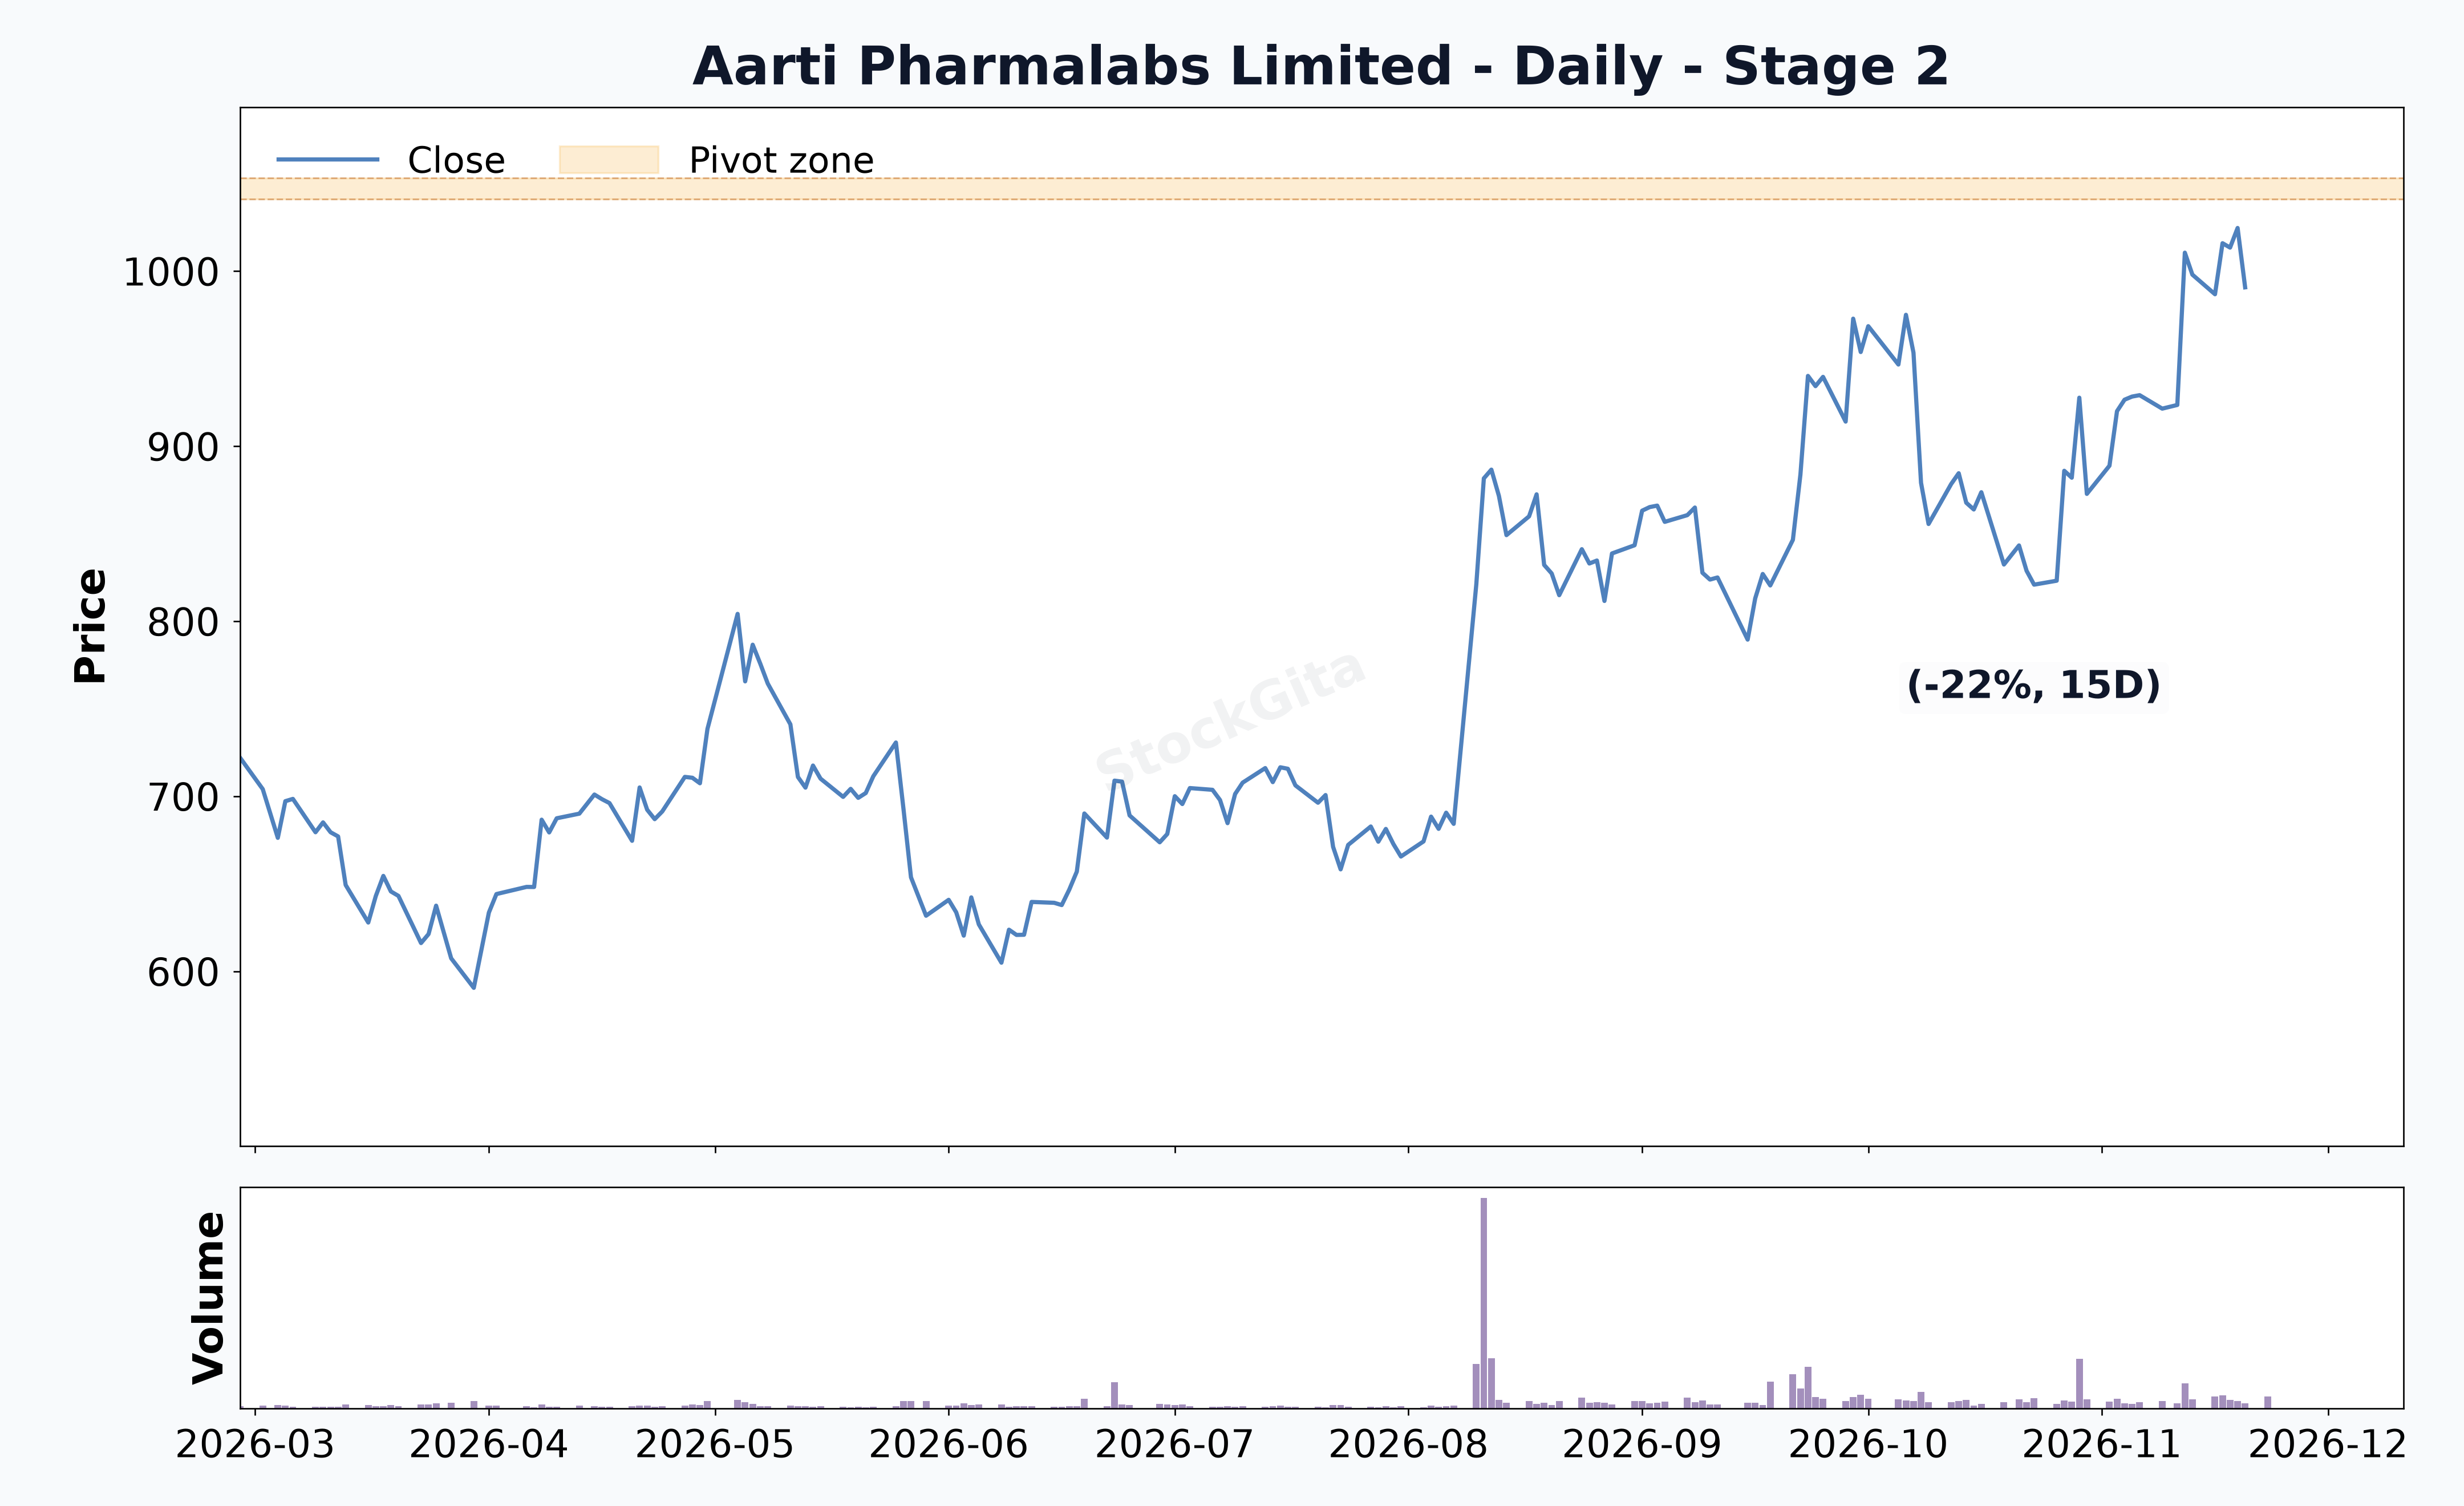 Aarti Pharmalabs Limited - Daily - Stage 2
Close
Pivot zone
Price
1000
900
800
700
600
StockGita
(-22%, 15D)
Volume
2026-03
2026-04
2026-05
2026-06
2026-07
2026-08
2026-09
2026-10
2026-11
2026-12